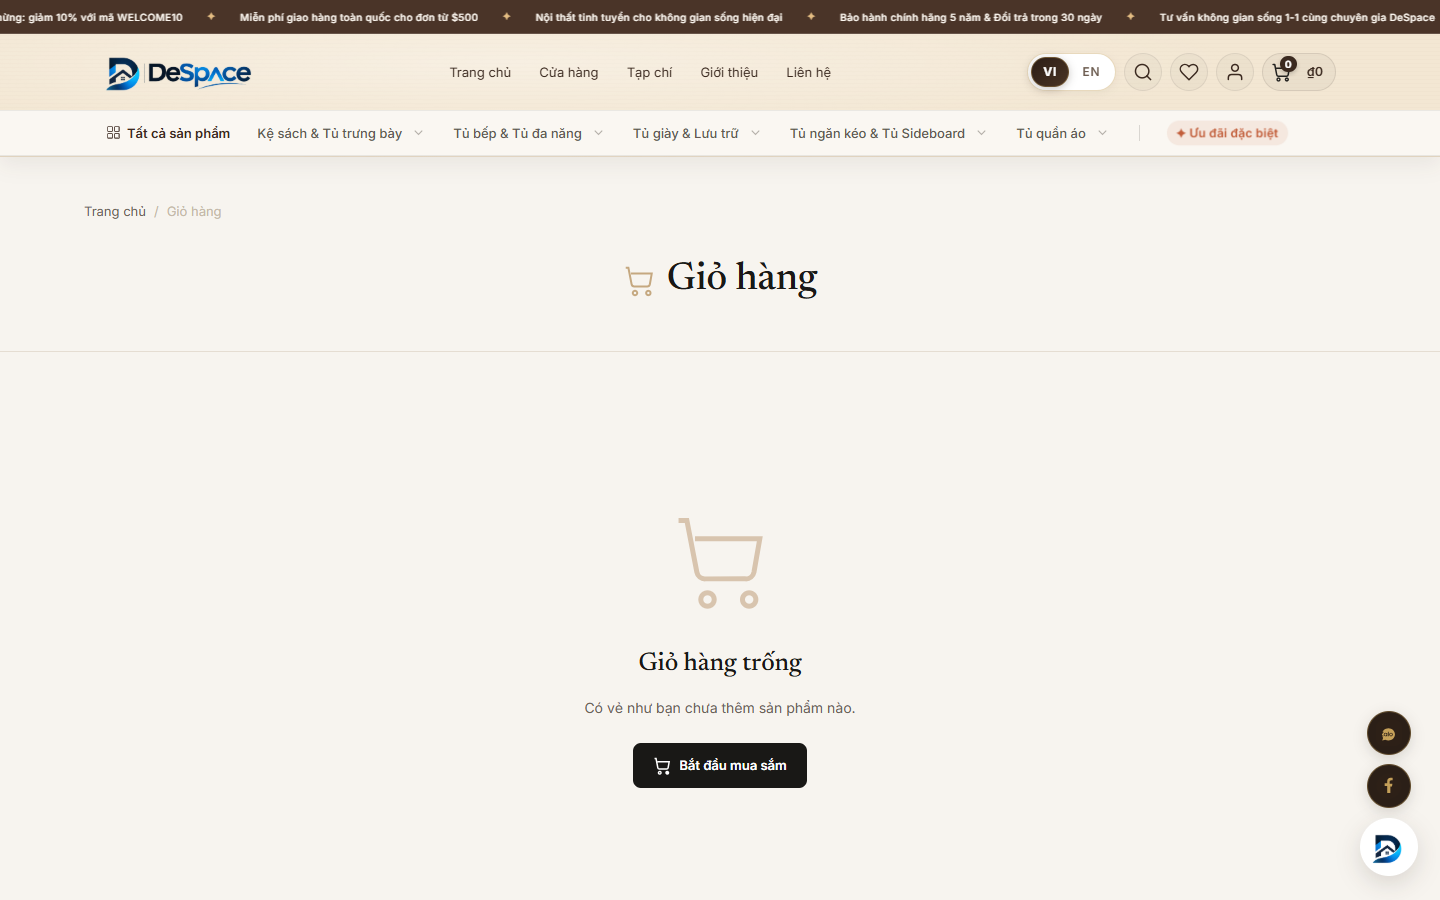 hừng: giảm 10% với mã WELCOME10 ✦ Miễn phí giao hàng toàn quốc cho đơn từ $500 ✦ Nội thất tinh tuyển cho không gian sống hiện đại ✦ Bảo hành chính hãng 5 năm & Đổi trả trong 30 ngày ✦ Tư vấn không gian sống 1-1 cùng chuyên gia DeSpace
DeSpace Trang chủ Cửa hàng Tạp chí Giới thiệu Liên hệ VI EN 0 ₫0
Tất cả sản phẩm Kệ sách & Tủ trưng bày Tủ bếp & Tủ đa năng Tủ giày & Lưu trữ Tủ ngăn kéo & Tủ Sideboard Tủ quần áo ✦ Ưu đãi đặc biệt
Trang chủ / Giỏ hàng
Giỏ hàng
Giỏ hàng trống
Có vẻ như bạn chưa thêm sản phẩm nào.
Bắt đầu mua sắm